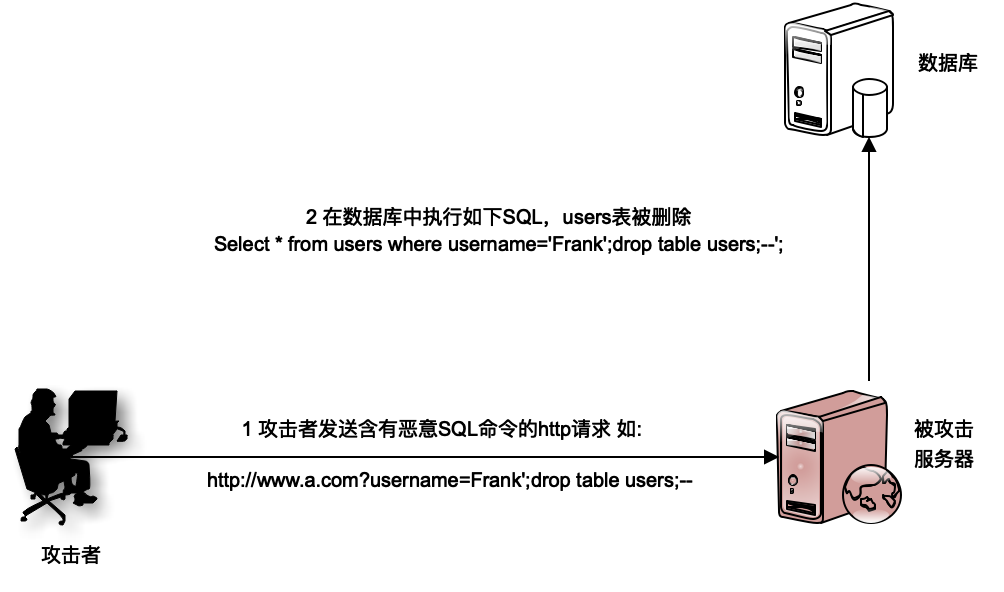 数据库
2 在数据库中执行如下SQL，users表被删除
Select * from users where username='Frank';drop table users;--';
1 攻击者发送含有恶意SQL命令的http请求 如:
http://www.a.com?username=Frank';drop table users;--
被攻击
服务器
攻击者